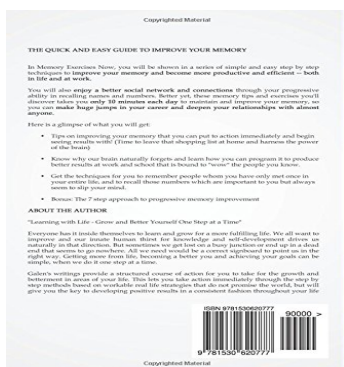 Copyrighted Material
THE QUICK AND EASY GUIDE TO IMPROVE YOUR MEMORY
In Memory Exercises Now, you will be shown in a series of simple and easy step by step
techniques to improve your memory and become more productive and efficient -- both
in life and at work.
You will also enjoy a better social network and connections through your progressive
ability in recalling names and numbers. Better yet, these memory tips and exercises you'll
discover takes you only 10 minutes each day to maintain and improve your memory, so
you can make huge jumps in your career and deepen your relationships with almost
anyone.
Here is a glimpse of what you will get:
• Tips on improving your memory that you can put to action immediately and begin
seeing results with! (Time to leave that shopping list at home and harness the power
of the brain)
• Know why our brain naturally forgets and learn how you can program it to produce
better results at work and school that is bound to "wow" the people you know.
• Get the techniques for you to remember people whom you have only met once in
your entire life, and to recall those numbers which are important to you but always
seem to slip your mind.
• Bonus: The 7 step approach to progressive memory improvement
ABOUT THE AUTHOR
"Learning with Life - Grow and Better Yourself One Step at a Time"
Everyone has it inside themselves to learn and grow for a more fulfilling life. We all want to
improve and our innate human thirst for knowledge and self-development drives us
naturally in that direction. But sometimes we get lost on a busy junction or end up in a dead
end that seems to go nowhere. All we need would be a correct signboard to point us in the
right way. Getting more from life, becoming a better you and achieving your goals can be
simple, when we do it one step at a time.
Galen's writings provide a structured course of action for you to take for the growth and
betterment in areas of your life. This lets you take action immediately through the step by
step methods based on workable real life strategies that do not promise the world, but will
give you the key to developing positive results in a consistent fashion throughout your life
ISBN 9781530620777
90000 >
9 781530 620777
Copyrighted Material